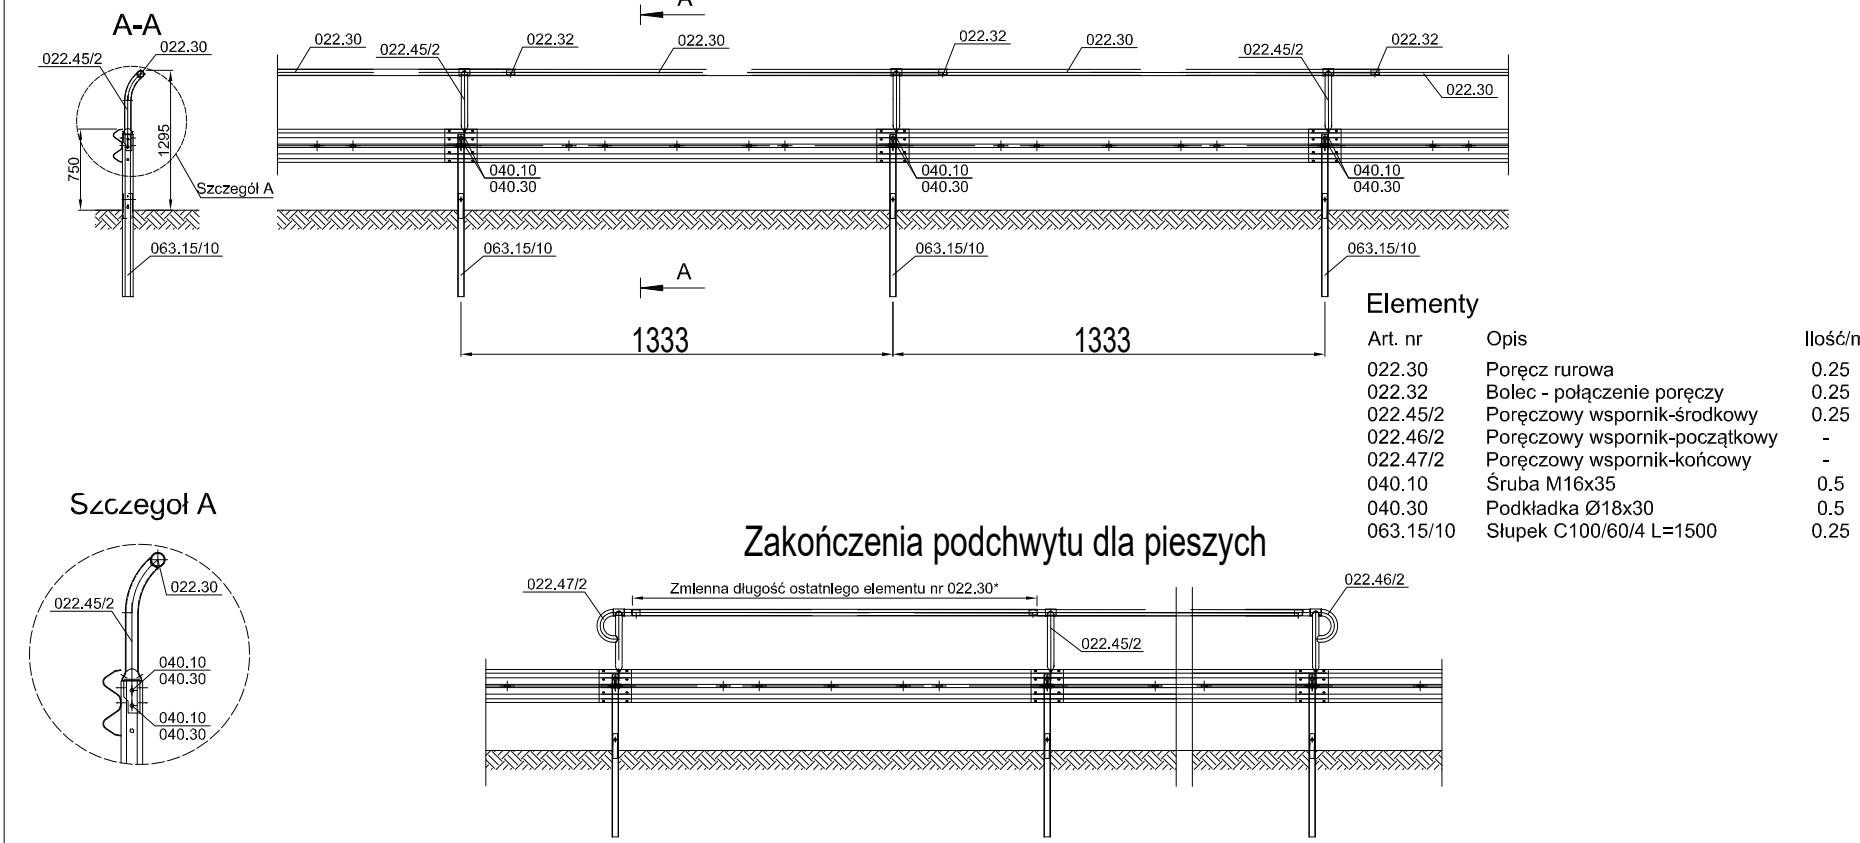 A-A
022.45/2
022.30
750
1295
Szczegół A
063.15/10
A
022.30
022.45/2
022.32
022.30
022.32
022.30
022.45/2
022.32
022.30
040.10
040.30
040.10
040.30
040.10
040.30
063.15/10
063.15/10
063.15/10
A
1333
1333
Elementy
Art. nr Opis Ilość/m
022.30 Poręcz rurowa 0.25
022.32 Bolec - połączenie poręczy 0.25
022.45/2 Poręczowy wspornik-środkowy 0.25
022.46/2 Poręczowy wspornik-początkowy -
022.47/2 Poręczowy wspornik-końcowy -
040.10 Śruba M16x35 0.5
040.30 Podkładka Ø18x30 0.5
063.15/10 Słupek C100/60/4 L=1500 0.25
Szczegół A
022.30
022.45/2
040.10
040.30
040.10
040.30
Zakończenia podchwytu dla pieszych
022.47/2
Zmienna długość ostatniego elementu nr 022.30*
022.46/2
022.45/2